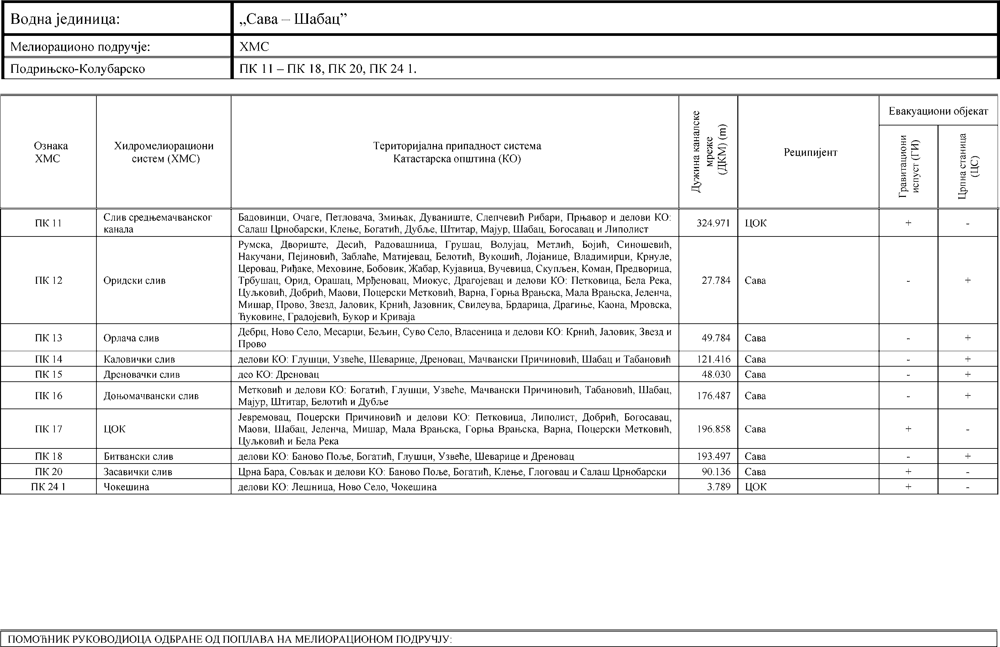 Водна јединица: „Сава – Шабац”
Мелиорационо подручје: ХМС
Подрињско-Колубарско ПК 11 – ПК 18, ПК 20, ПК 24 1.
Ознака
ХМС
Хидромелиорациони
систем (ХМС)
Територијална припадност система
Катастарска општина (КО)
Дужина каналске
мреже
(ДКМ) (m)
Реципијент
Евакуациони објекат
Гравитациони
испуст (ГИ)
Црпна станица
(ЦС)
ПК 11
Слив средњемачванског
канала
Бадовинци, Очаге, Петловача, Змињак, Дуваниште, Слепчевић Рибари, Прњавор и делови КО:
Салаш Црнобарски, Клење, Богатић, Дубље, Штитар, Мајур, Шабац, Богосавац и Липолист
324.971 ЦОК + -
ПК 12
Оридски слив
Румска, Двориште, Десић, Радовашница, Грушац, Волујац, Метлић, Бојић, Синошевић,
Накучани, Пејиновић, Заблаће, Матијевац, Белотић, Вукошић, Лојанице, Владимирци, Крнуле,
Церовац, Риђаке, Меховине, Бобовик, Жабар, Кујавица, Вучевица, Скупљен, Коман, Предворица,
Трбушац, Орид, Орашац, Мрђеновац, Миокус, Драгојевац и делови КО: Петковица, Бела Река,
Цуљковић, Добрић, Маови, Поцерски Метковић, Варна, Горња Врањска, Мала Врањска, Јеленча,
Мишар, Прово, Звезд, Јаловик, Крнић, Јазовник, Свилеува, Брдарица, Драгиње, Каона, Мровска,
Ћуковине, Градојевић, Букор и Криваја
27.784 Сава - +
ПК 13
Орлача слив
Дебрц, Ново Село, Месарци, Бељин, Суво Село, Власеница и делови КО: Крнић, Јаловик, Звезд и
Прово
49.784 Сава - +
ПК 14 Каловички слив делови КО: Глушци, Узвеће, Шеварице, Дреновац, Мачвански Причиновић, Шабац и Табановић 121.416 Сава - +
ПК 15 Дреновачки слив део КО: Дреновац 48.030 Сава - +
ПК 16
Доњомачвански слив
Метковић и делови КО: Богатић, Глушци, Узвеће, Мачвански Причиновић, Табановић, Шабац,
Мајур, Штитар, Белотић и Дубље
176.487 Сава - +
ПК 17
ЦОК
Јевремовац, Поцерски Причиновић и делови КО: Петковица, Липолист, Добрић, Богосавац,
Маови, Шабац, Јеленча, Мишар, Мала Врањска, Горња Врањска, Варна, Поцерски Метковић,
Цуљковић и Бела Река
196.858 Сава + -
ПК 18 Битвански слив делови КО: Баново Поље, Богатић, Глушци, Узвеће, Шеварице и Дреновац 193.497 Сава - +
ПК 20 Засавички слив Црна Бара, Совљак и делови КО: Баново Поље, Богатић, Клење, Глоговац и Салаш Црнобарски 90.136 Сава + -
ПК 24 1 Чокешина делови КО: Лешница, Ново Село, Чокешина 3.789 ЦОК + -
ПОМОЋНИК РУКОВОДИОЦА ОДБРАНЕ ОД ПОПЛАВА НА МЕЛИОРАЦИОНОМ ПОДРУЧЈУ: